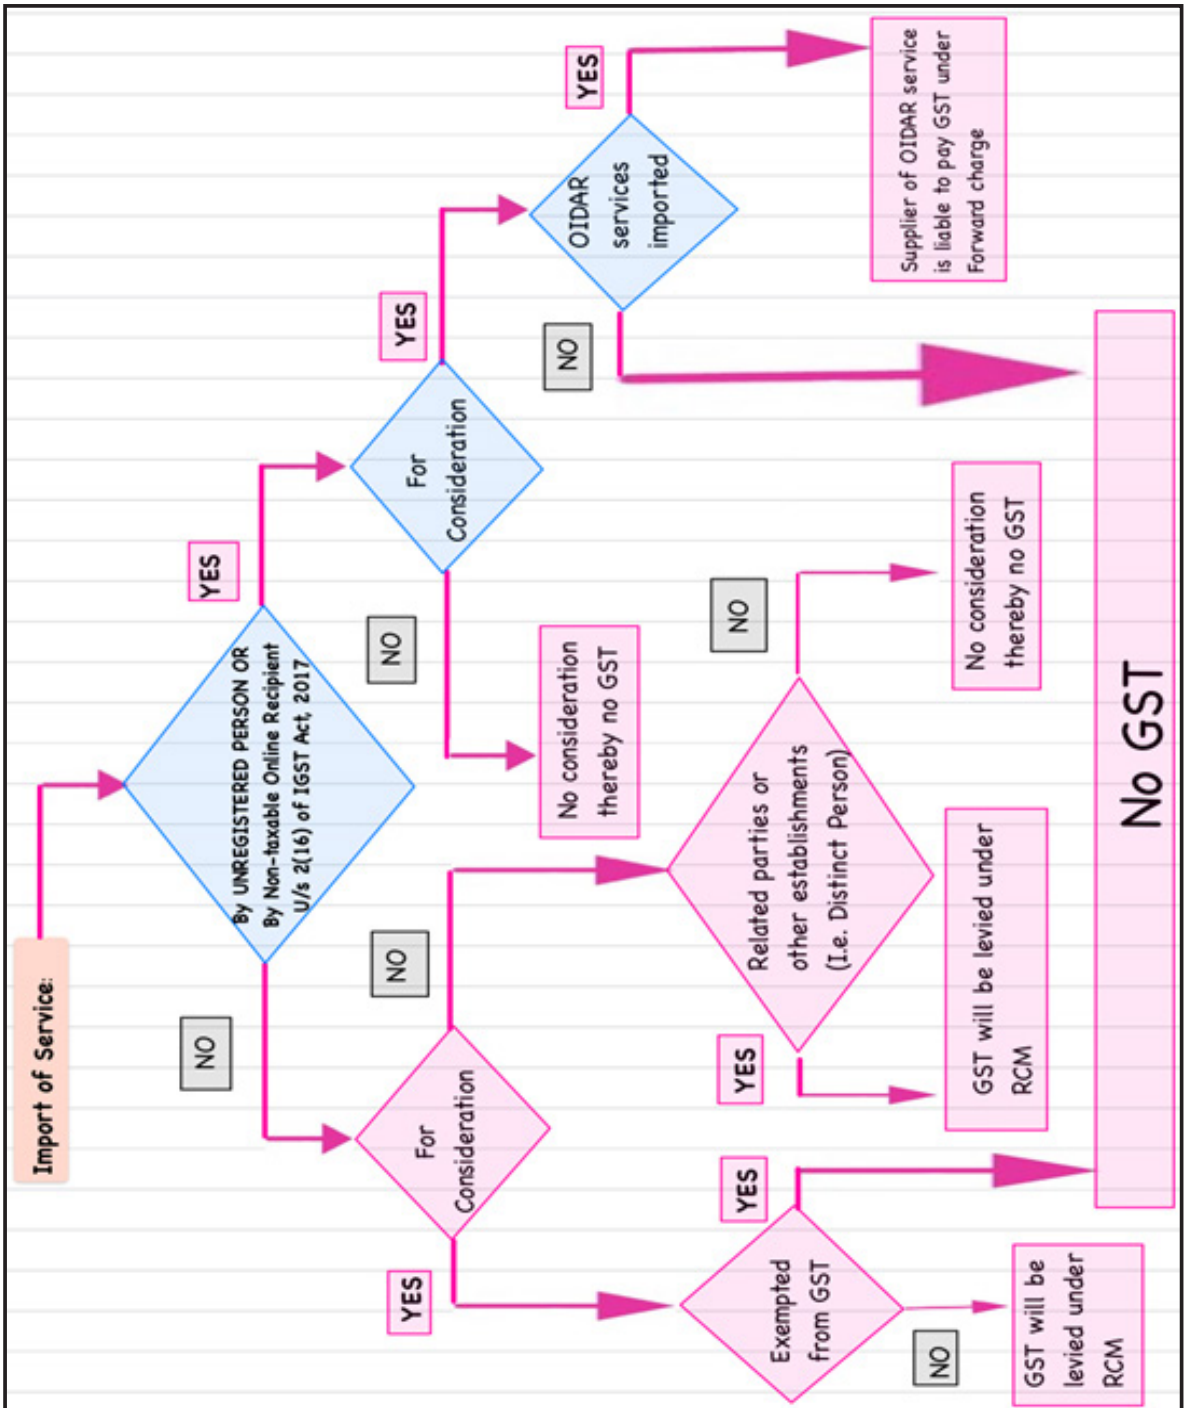 Import of Service:
NO
YES
By UNREGISTERED PERSON OR
By Non-taxable Online Recipient
U/s 2(16) of IGST Act, 2017
YES
NO
NO
YES
For
Consideration
For
Consideration
NO
YES
No consideration
thereby no GST
OIDAR
services
imported
YES
YES
NO
Exempted
from GST
Related parties or
other establishments
(I.e. Distinct Person)
Supplier of OIDAR service
is liable to pay GST under
Forward charge
NO
GST will be levied under
RCM
No consideration
thereby no GST
GST will be
levied under
RCM
No GST